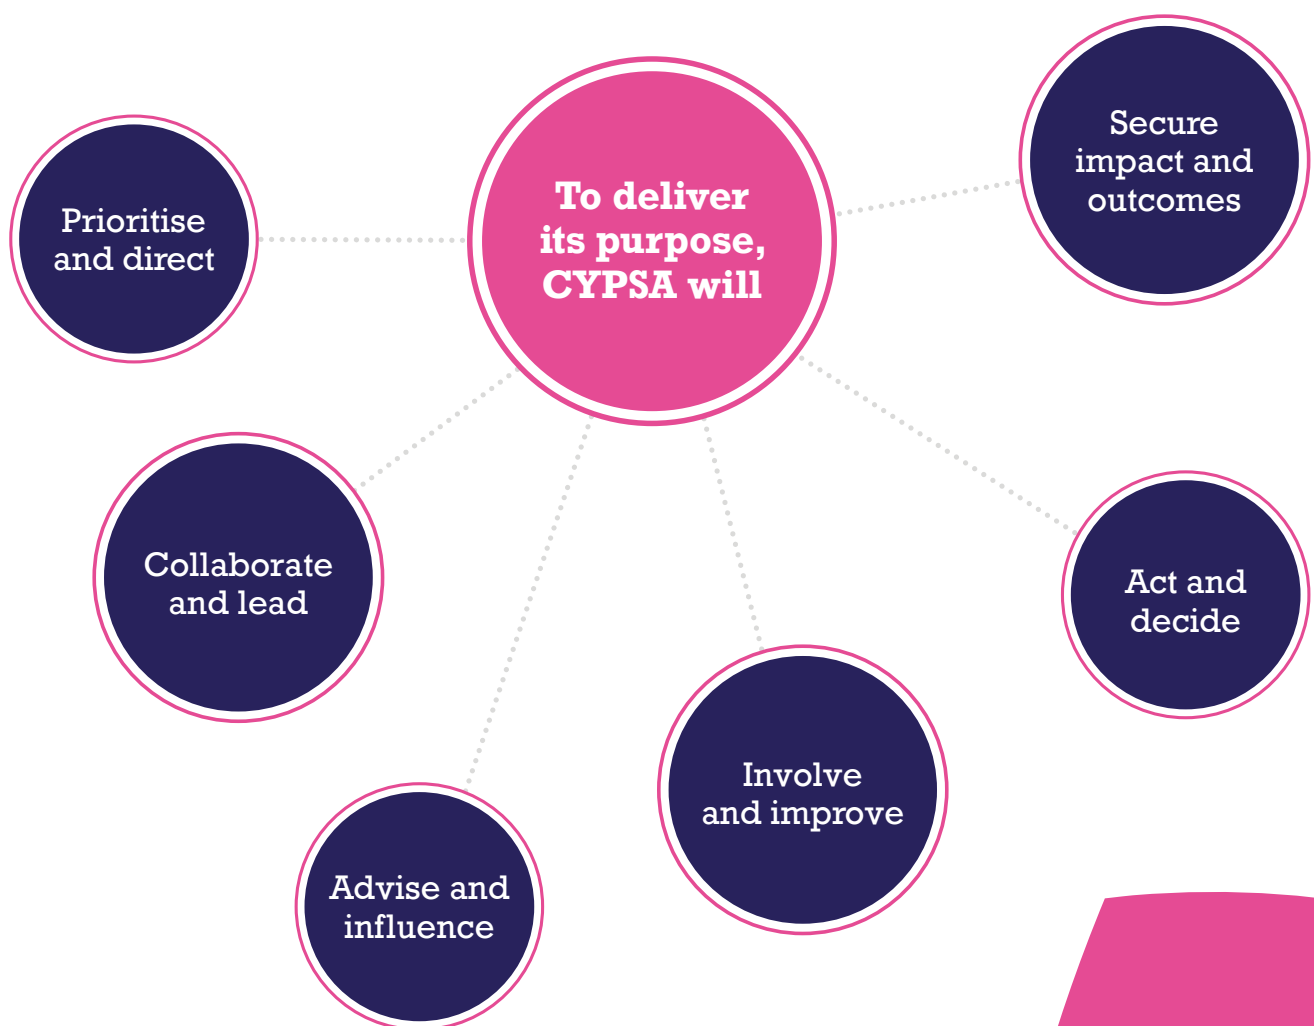 To deliver
its purpose,
CYPSA will
Prioritise
and direct
Collaborate
and lead
Advise and
influence
Involve
and improve
Act and
decide
Secure
impact and
outcomes